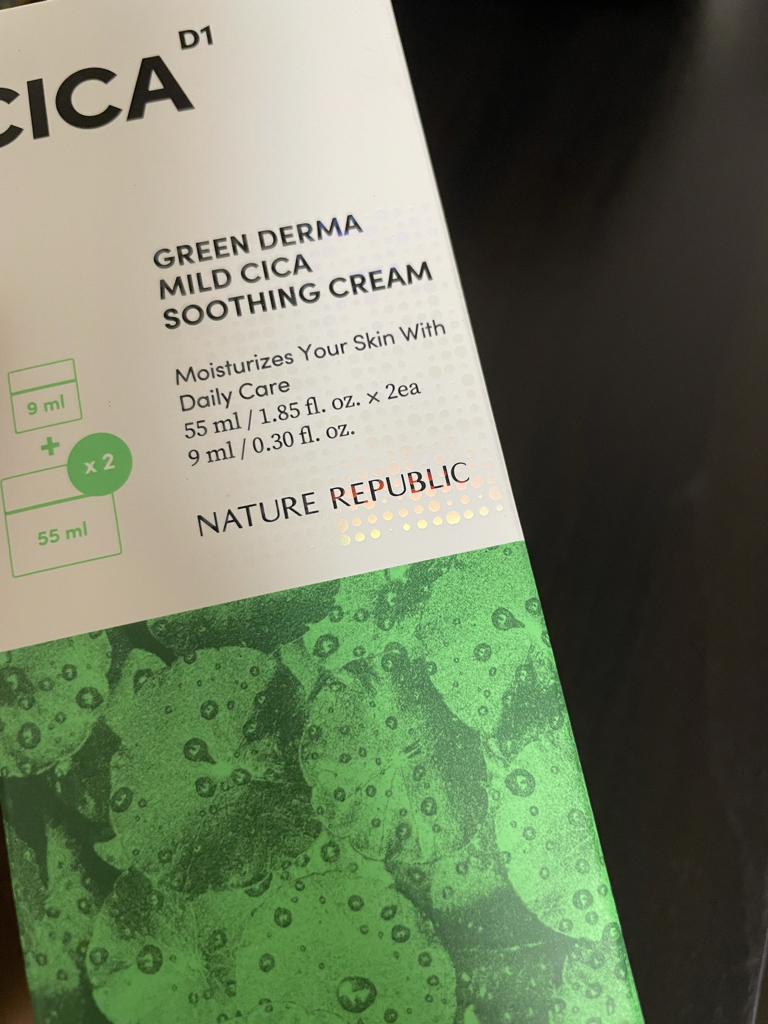 CICA D1
GREEN DERMA
MILD CICA
SOOTHING CREAM
Moisturizes Your Skin With
Daily Care
55 ml / 1.85 fl. oz. x 2ea
9 ml / 0.30 fl. oz.
NATURE REPUBLIC
9 ml
+
x 2
55 ml